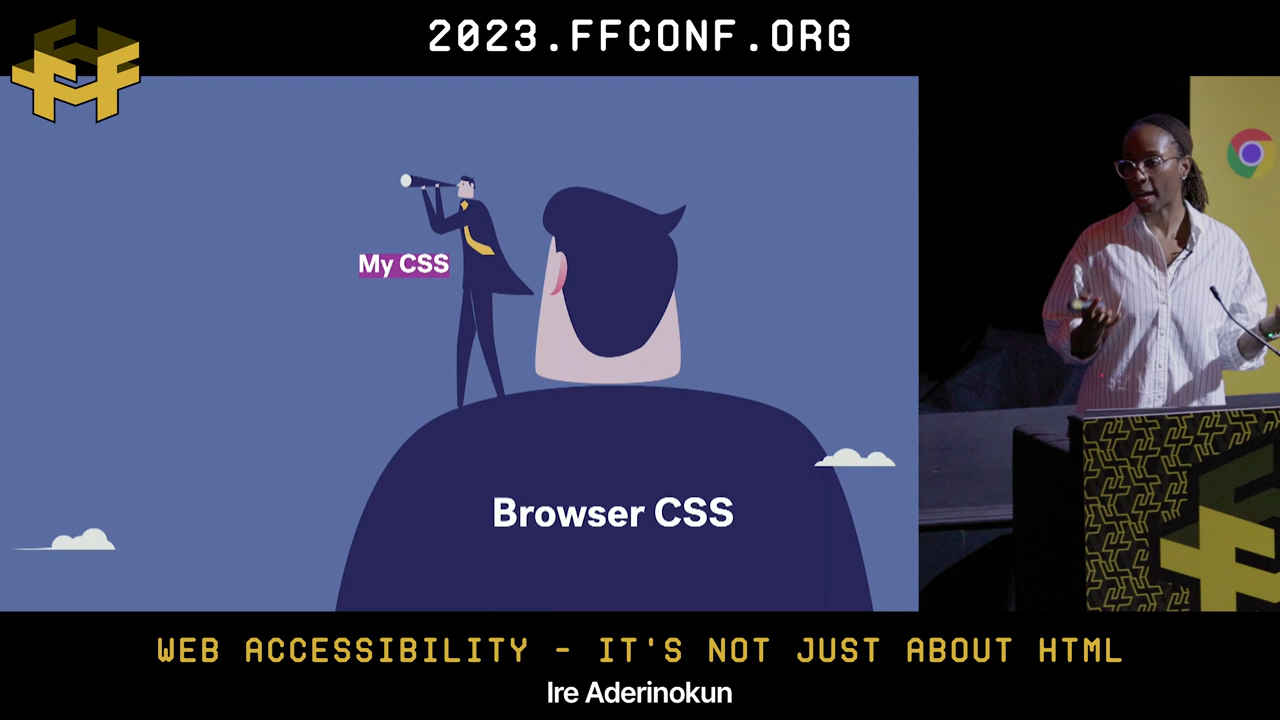 2023.FFCONF.ORG
My CSS
Browser CSS
WEB ACCESSIBILITY - IT'S NOT JUST ABOUT HTML
Ire Aderinokun